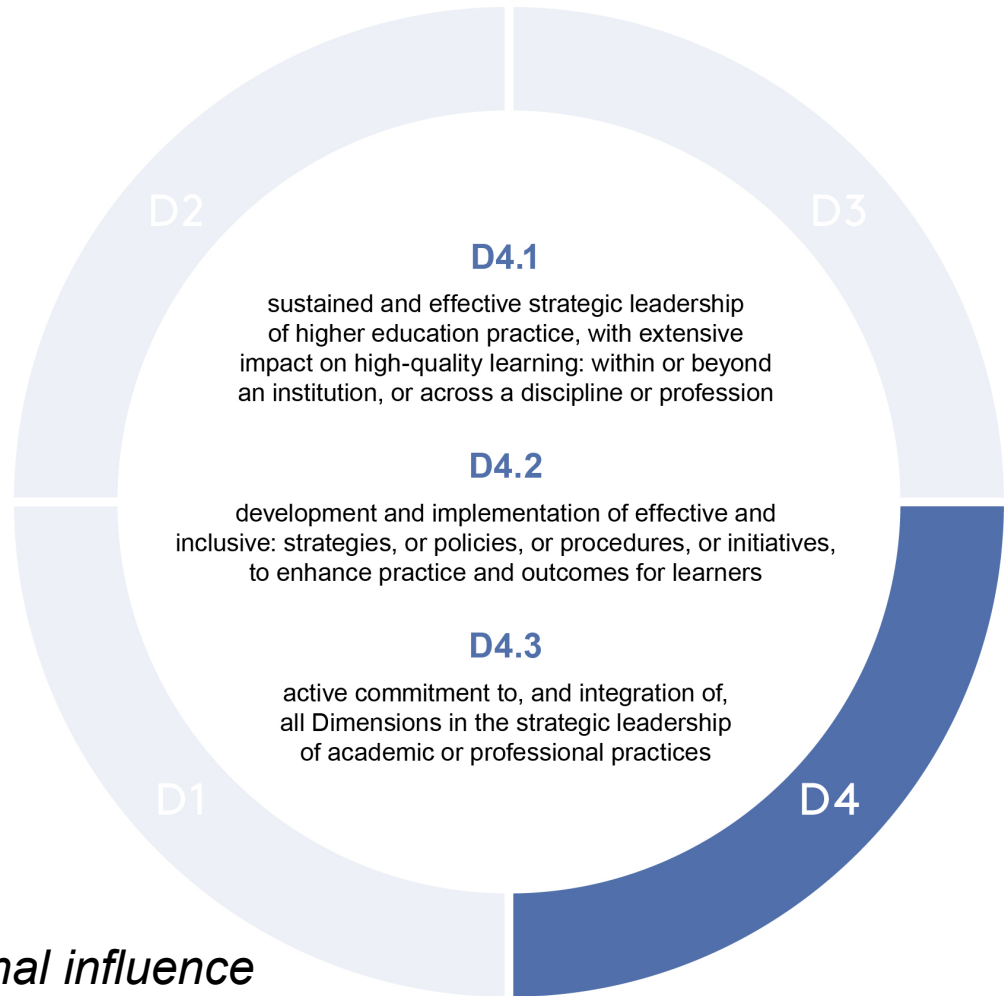 D2
D3
D4.1
sustained and effective strategic leadership
of higher education practice, with extensive
impact on high-quality learning: within or beyond
an institution, or across a discipline or profession
D4.2
development and implementation of effective and
inclusive: strategies, or policies, or procedures, or initiatives,
to enhance practice and outcomes for learners
D4.3
active commitment to, and integration of,
all Dimensions in the strategic leadership
of academic or professional practices
D1
D4
influence